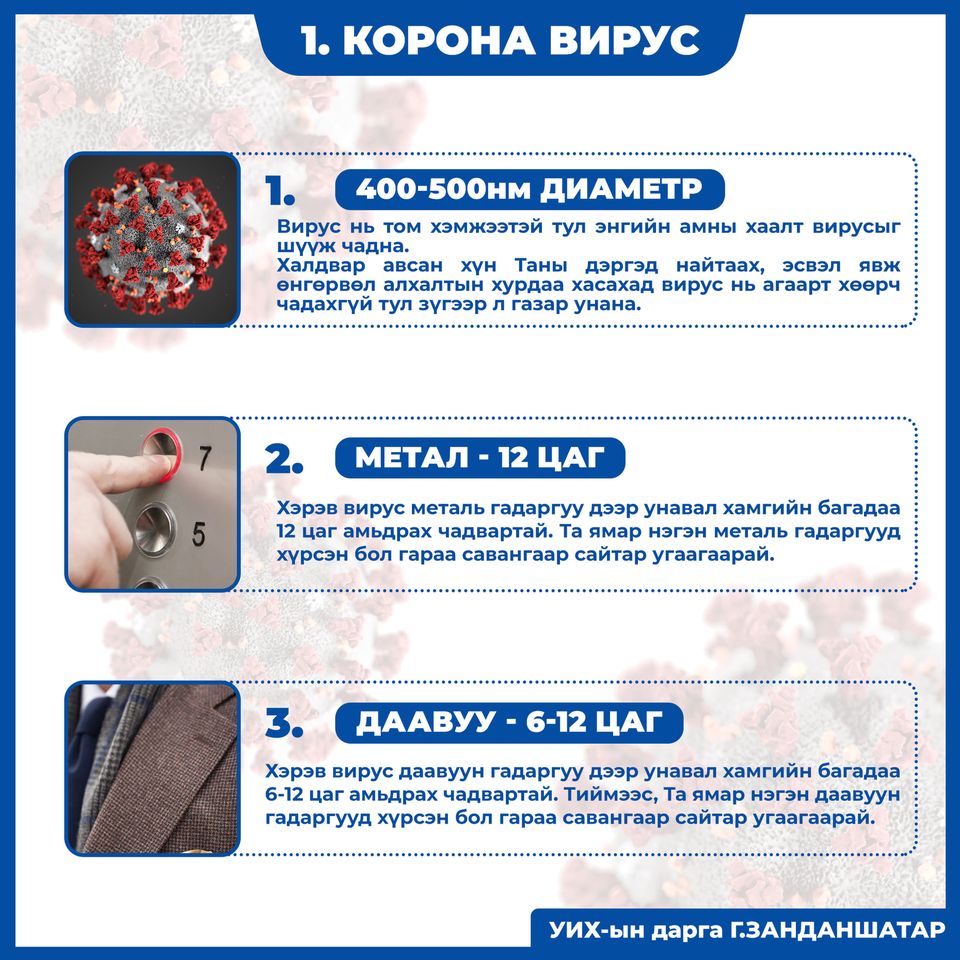 1. КОРОНА ВИРУС
1.
400-500нм ДИАМЕТР
Вирус нь том хэмжээтэй тул энгийн амны хаалт вирусыг
шүүж чадна.
Халдвар авсан хүн Таны дэргэд найтаах, эсвэл явж
өнгөрвөл алхалтын хурдаа хасахад вирус нь агаарт хөөрч
чадахгүй тул зүгээр л газар унана.
7
5
2.
МЕТАЛ - 12 ЦАГ
Хэрэв вирус металь гадаргуу дээр унавал хамгийн багадаа
12 цаг амьдрах чадвартай. Та ямар нэгэн металь гадаргууд
хүрсэн бол гараа савангаар сайтар угаагаарай.
3.
ДААВУУ - 6-12 ЦАГ
Хэрэв вирус даавуун гадаргуу дээр унавал хамгийн багадаа
6-12 цаг амьдрах чадвартай. Тиймээс, Та ямар нэгэн даавуун
гадаргууд хүрсэн бол гараа савангаар сайтар угаагаарай.
УИХ-ын дарга Г.ЗАНДАНШАТАР